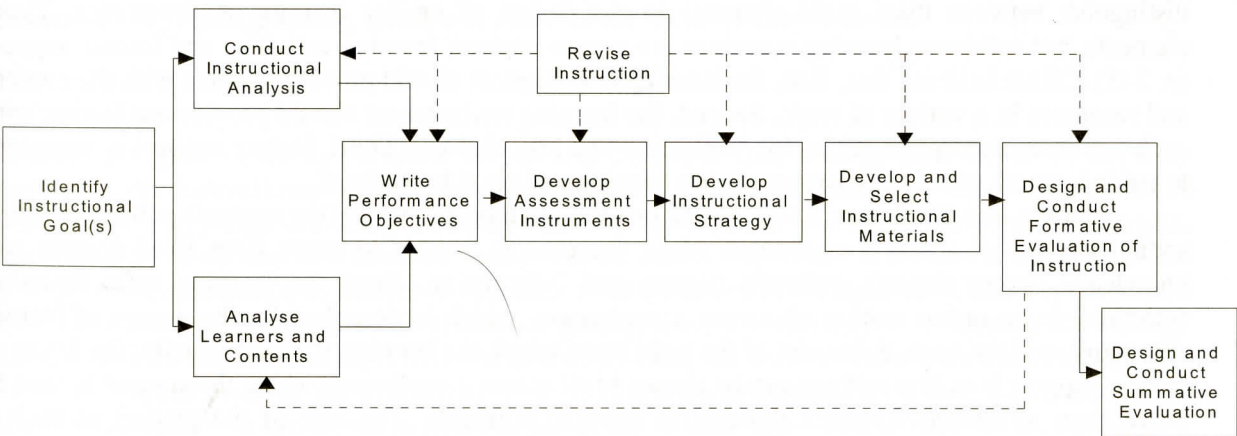 Conduct
Instructional
Analysis
Revise
Instruction
Identify
Instructional
Goal(s)
Write
Performance
Objectives
Develop
Assessment
Instruments
Develop
Instructional
Strategy
Develop and
Select
Instructional
Materials
Design and
Conduct
Formative
Evaluation of
Instruction
Analyse
Learners and
Contents
Design and
Conduct
Summative
Evaluation